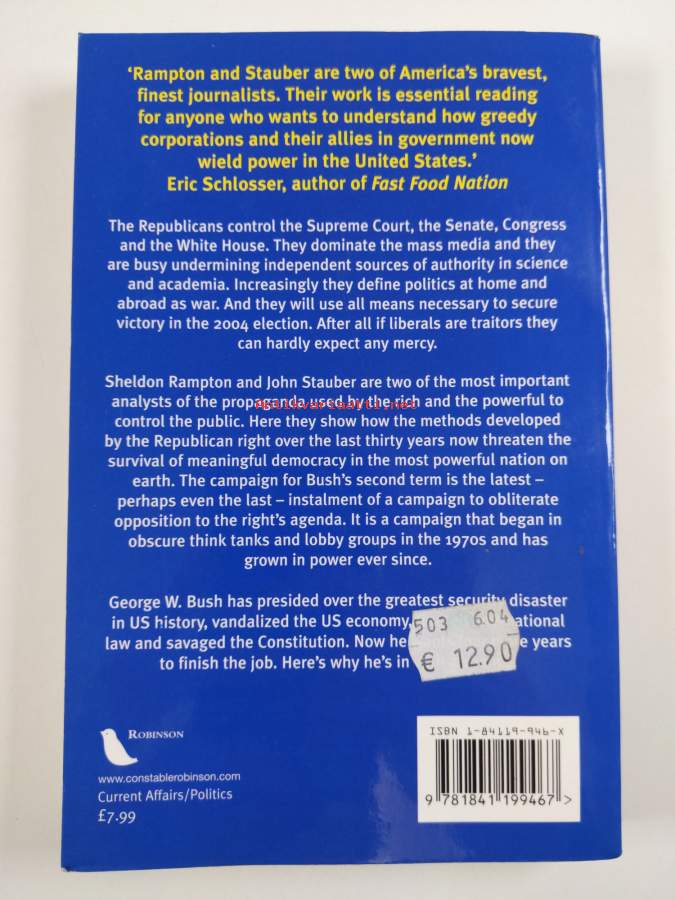 ‘Rampton and Stauber are two of America’s bravest,
finest journalists. Their work is essential reading
for anyone who wants to understand how greedy
corporations and their allies in government now
wield power in the United States.’
Eric Schlosser, author of Fast Food Nation
The Republicans control the Supreme Court, the Senate, Congress
and the White House. They dominate the mass media and they
are busy undermining independent sources of authority in science
and academia. Increasingly they define politics at home and
abroad as war. And they will use all means necessary to secure
victory in the 2004 election. After all if liberals are traitors they
can hardly expect any mercy.
Sheldon Rampton and John Stauber are two of the most important
analysts of the propaganda used by the rich and the powerful to
Antikvariaatti.net
control the public. Here they show how the methods developed
by the Republican right over the last thirty years now threaten the
survival of meaningful democracy in the most powerful nation on
earth. The campaign for Bush’s second term is the latest –
perhaps even the last – instalment of a campaign to obliterate
opposition to the right’s agenda. It is a campaign that began in
obscure think tanks and lobby groups in the 1970s and has
grown in power ever since.
George W. Bush has presided over the greatest security disaster
in US history, vandalized the US economy, ational
law and savaged the Constitution. Now he e years
to finish the job. Here’s why he’s in
503 6.04
€ 12.90
ROBINSON
www.constablerobinson.com
Current Affairs/Politics
£7.99
ISBN 1-84119-946-X
9 781841 199467 >